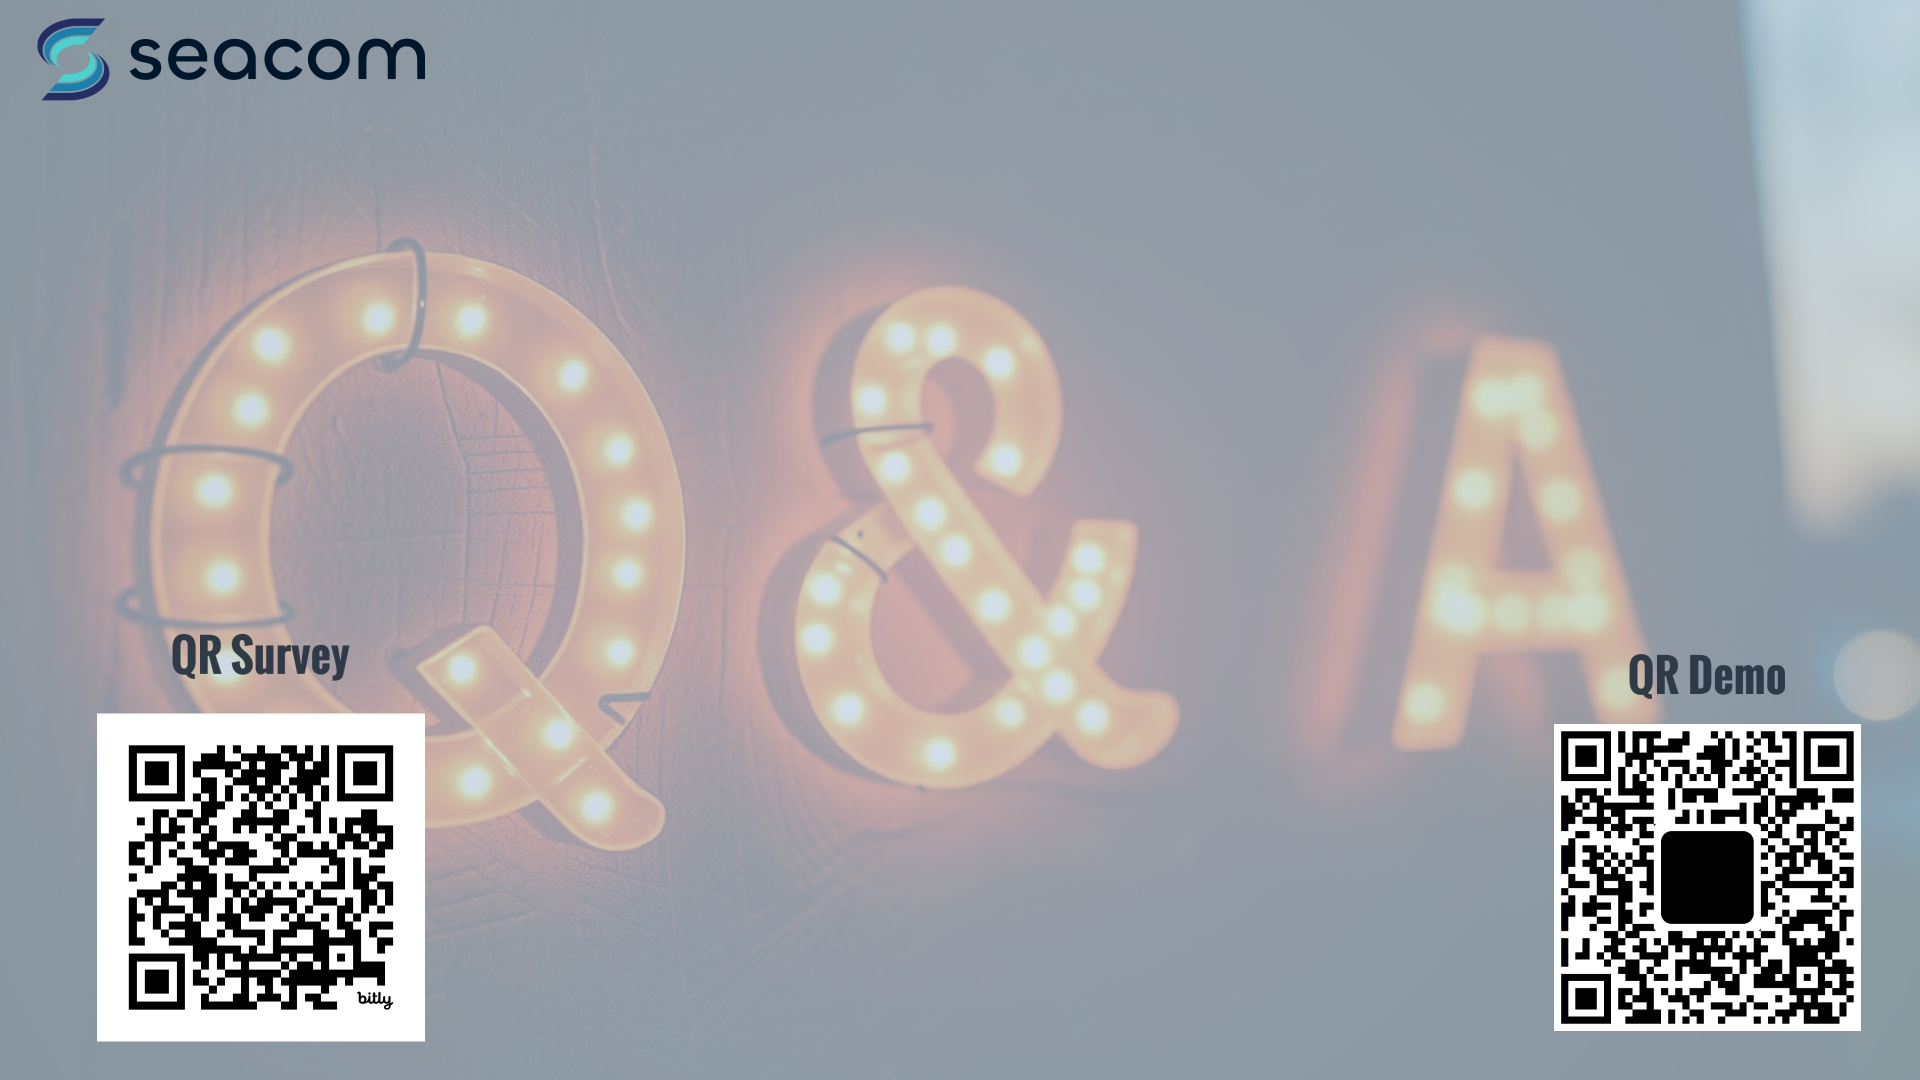 seacom
Q & A
QR Survey
QR Demo
bitly